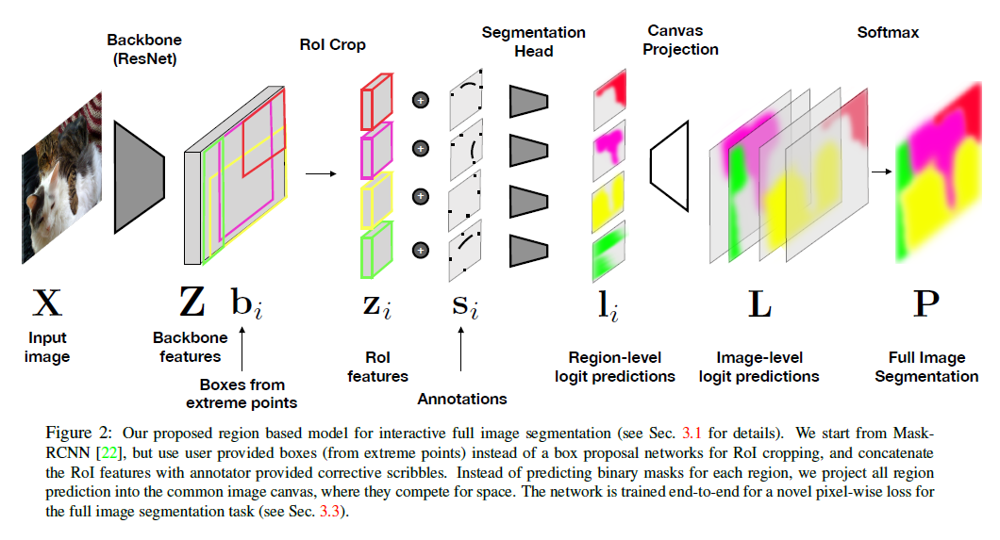 Backbone
(ResNet)
RoI Crop
Segmentation
Head
Canvas
Projection
Softmax
+
+
+
+
X
Z
b_i
z_i
s_i
l_i
L
P
Input
image
Backbone
features
Boxes from
extreme points
RoI
features
Annotations
Region-level
logit predictions
Image-level
logit predictions
Full Image
Segmentation
Figure 2: Our proposed region based model for interactive full image segmentation (see Sec. 3.1 for details). We start from Mask-
RCNN [22], but use user provided boxes (from extreme points) instead of a box proposal networks for RoI cropping, and concatenate
the RoI features with annotator provided corrective scribbles. Instead of predicting binary masks for each region, we project all region
prediction into the common image canvas, where they compete for space. The network is trained end-to-end for a novel pixel-wise loss for
the full image segmentation task (see Sec. 3.3).